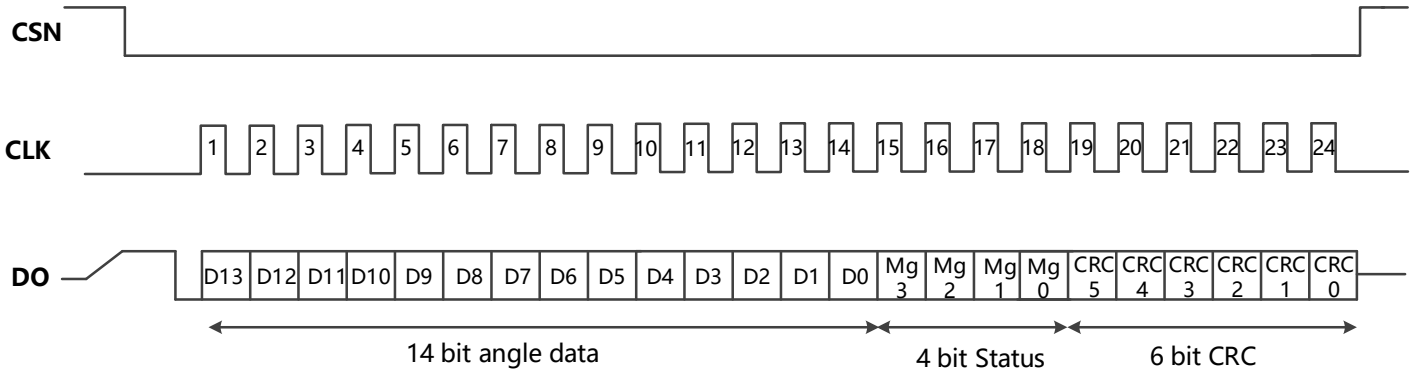 CSN
CLK
1 2 3 4 5 6 7 8 9 10 11 12 13 14 15 16 17 18 19 20 21 22 23 24
DO
D13 D12 D11 D10 D9 D8 D7 D6 D5 D4 D3 D2 D1 D0 Mg 3 Mg 2 Mg 1 Mg 0 CRC 5 CRC 4 CRC 3 CRC 2 CRC 1 CRC 0
14 bit angle data 4 bit Status 6 bit CRC